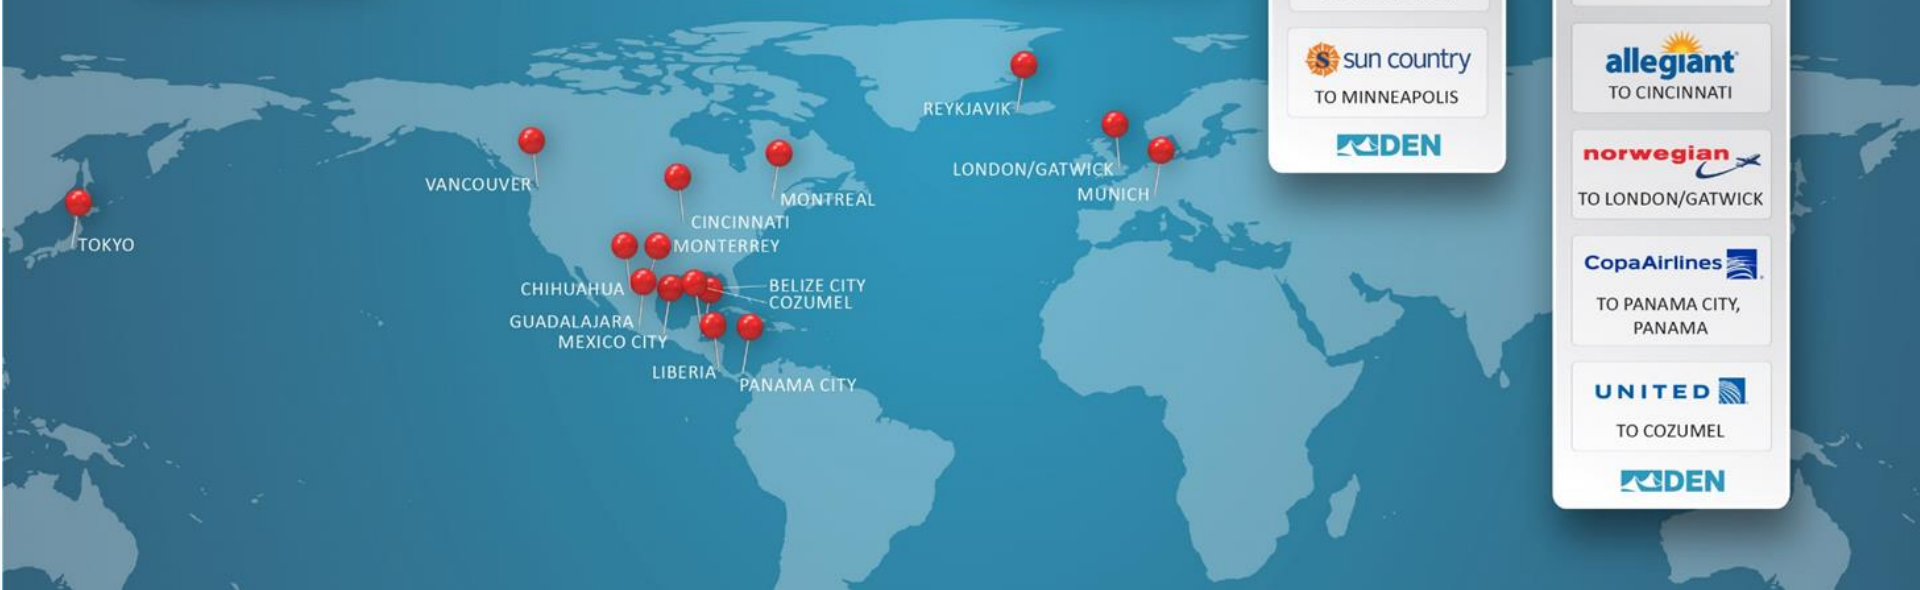 REYKJAVIK
LONDON/GATWICK
MUNICH
VANCOUVER
MONTREAL
CINCINNATI
MONTERREY
TOKYO
CHIHUAHUA
BELIZE CITY
COZUMEL
GUADALAJARA
MEXICO CITY
LIBERIA
PANAMA CITY
S sun country
TO MINNEAPOLIS
DEN
allegiant
TO CINCINNATI
norwegian
TO LONDON/GATWICK
CopaAirlines
TO PANAMA CITY,
PANAMA
UNITED
TO COZUMEL
DEN